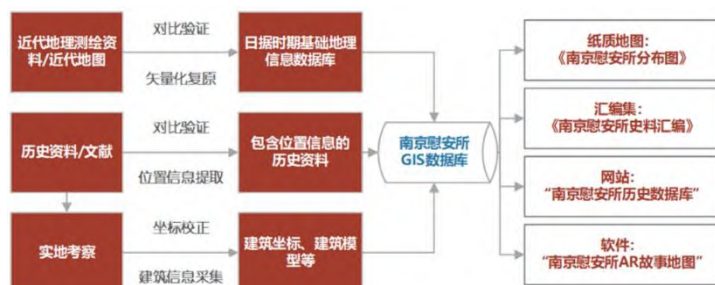 近代地理测绘资
料/近代地图
对比验证
矢量化复原
日据时期基础地理
信息数据库
历史资料/文献
对比验证
位置信息提取
包含位置信息的
历史资料
实地考察
坐标校正
建筑信息采集
建筑坐标、建筑模
型等
南京慰安所
GIS数据库
纸质地图：
《南京慰安所分布图》
汇编集：
《南京慰安所史料汇编》
网站：
“南京慰安所历史数据库”
软件：
“南京慰安所AR故事地图”